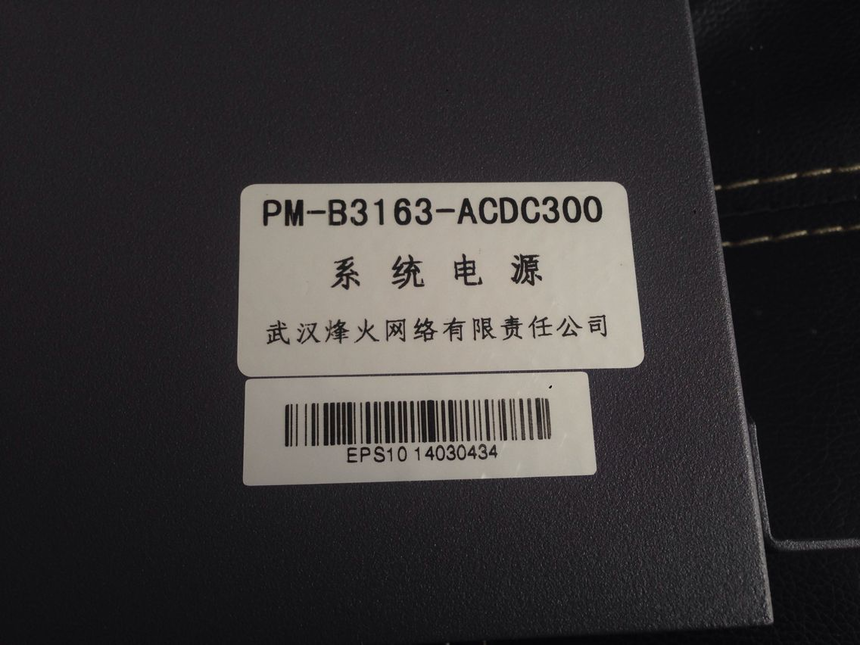 PM-B3163-ACDC300
系统电源
武汉烽火网络有限责任公司
EPS10 14030434